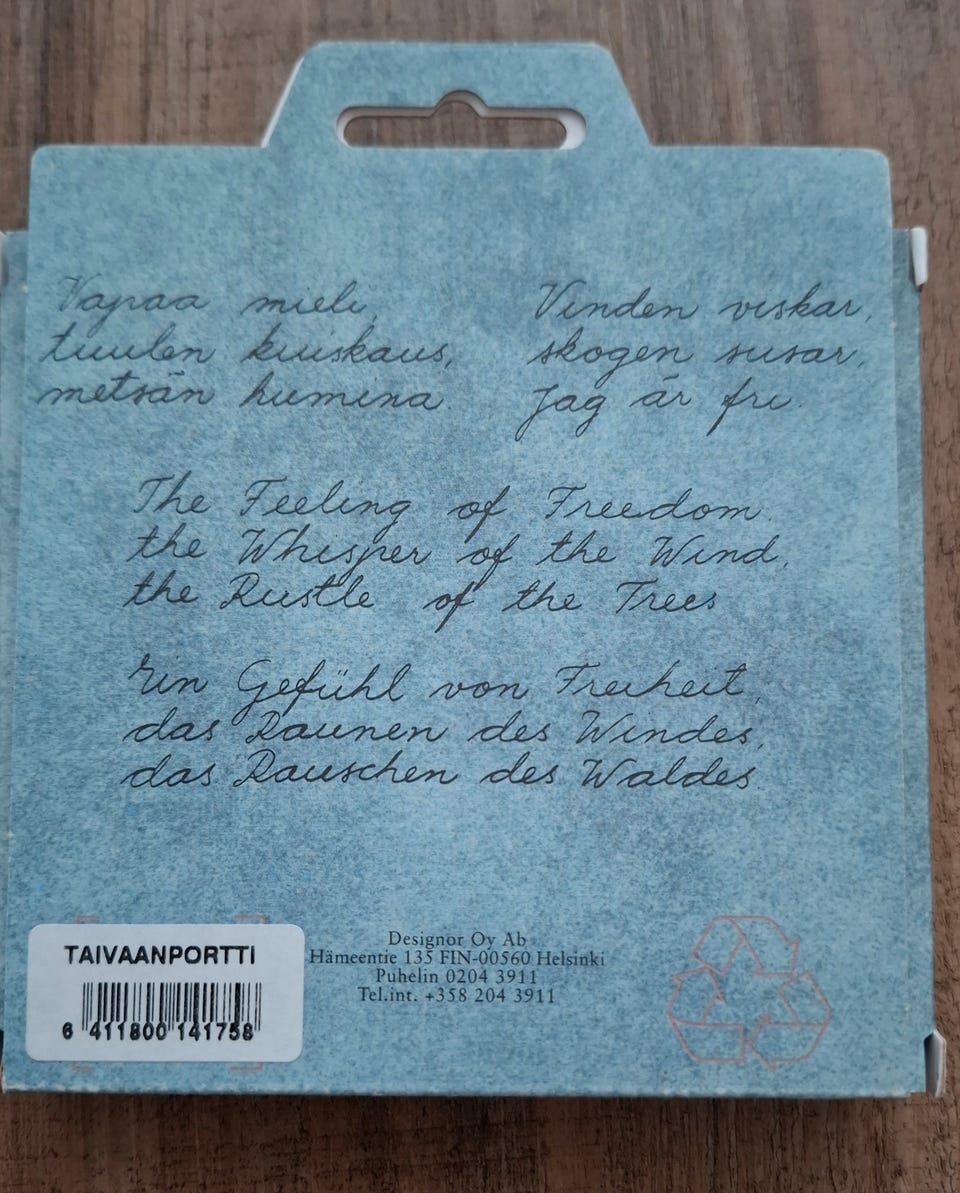 Vapaa mieli,
tuulen kuiskaus,
metsän humina.
Vinden viskar,
skogen susar,
Jag är fri.
The Feeling of Freedom.
the Whisper of the Wind,
the Rustle of the Trees
Ein Gefühl von Freiheit,
das Raunen des Windes,
das Rauschen des Waldes.
TAIVAANPORTTI
6 411800 141758
Designor Oy Ab
Hämeentie 135 FIN-00560 Helsinki
Puhelin 0204 3911
Tel.int. +358 204 3911